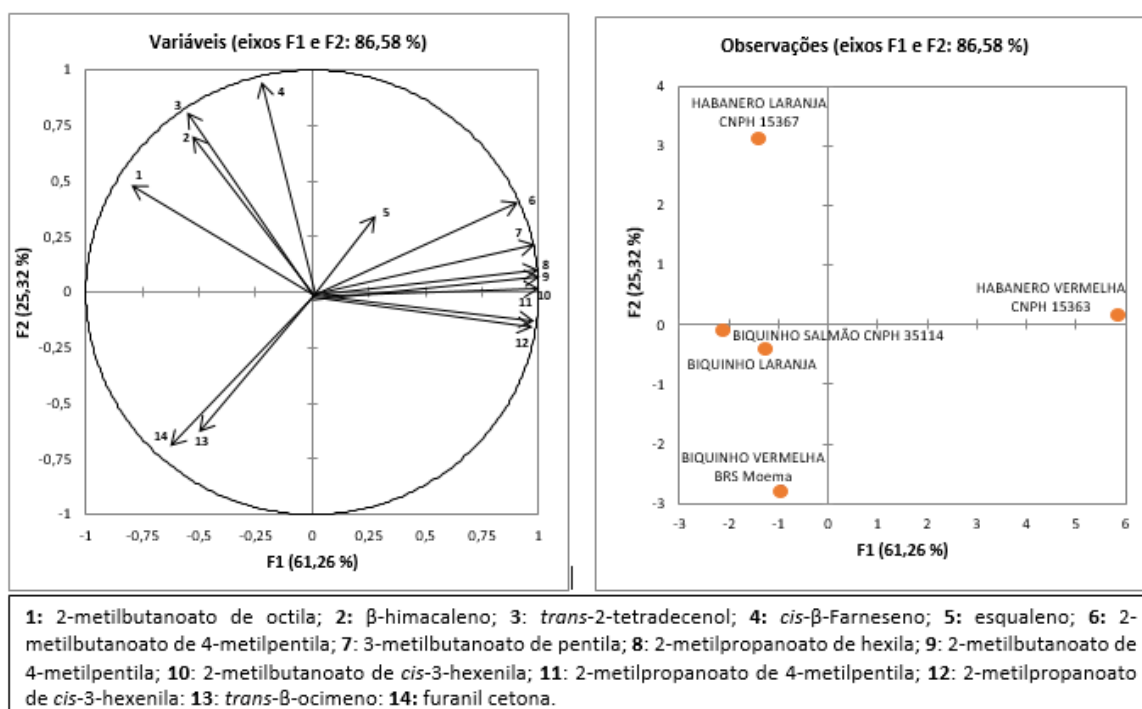 Variáveis (eixos F1 e F2: 86,58 %)
1
0,75
0,5
0,25
0
-0,25
-0,5
-0,75
-1
F2 (25,32 %)
3
4
2
1
5
6
7
8
9
10
11
12
14
13
-1 -0,75 -0,5 -0,25 0 0,25 0,5 0,75 1
F1 (61,26 %)
Observações (eixos F1 e F2: 86,58 %)
4
3
2
1
0
-1
-2
-3
F2 (25,32 %)
HABANERO LARANJA
CNPH 15367
HABANERO VERMELHA
CNPH 15363
BIQUINHO SALMÃO CNPH 35114
BIQUINHO LARANJA
BIQUINHO VERMELHA
BRS Moema
-3 -2 -1 0 1 2 3 4 5 6
F1 (61,26 %)
1: 2-metilbutanoato de octila; 2: β-himacaleno; 3: trans-2-tetradecenol; 4: cis-β-Farneseno; 5: esqualeno; 6: 2-
metilbutanoato de 4-metilpentila; 7: 3-metilbutanoato de pentila; 8: 2-metilpropanoato de hexila; 9: 2-metilbutanoato de
4-metilpentila; 10: 2-metilbutanoato de cis-3-hexenila; 11: 2-metilpropanoato de 4-metilpentila; 12: 2-metilpropanoato
de cis-3-hexenila: 13: trans-β-ocimeno: 14: furanil cetona.